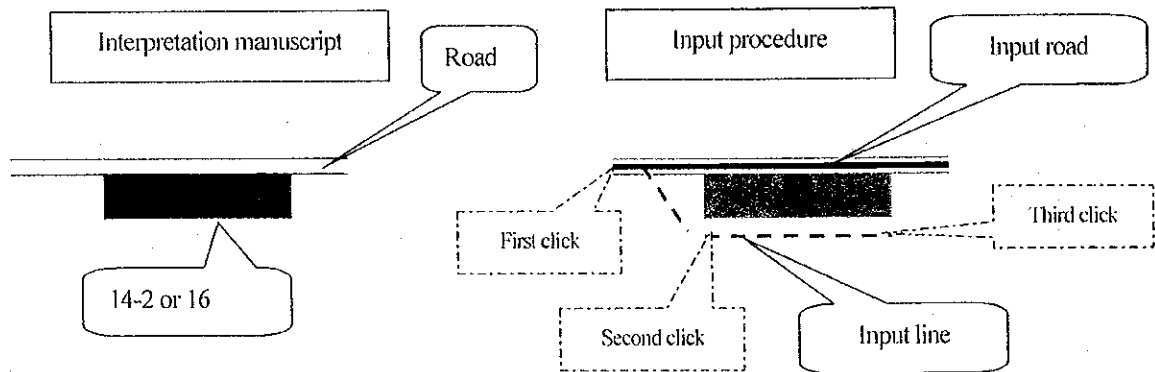 Interpretation manuscript
Road
14-2 or 16
Input procedure
Input road
First click
Third click
Second click
Input line